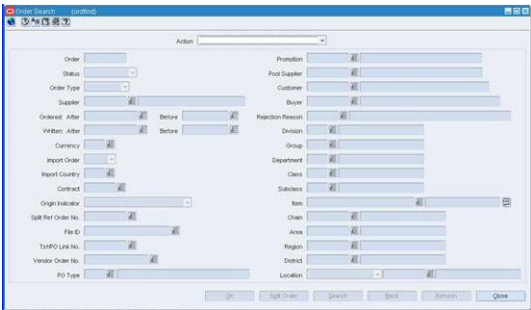 Order Search (ordfind)
Action
Order
Status
Order Type
Supplier
Ordered: After Before
Written: After Before
Currency
Import Order
Import Country
Contract
Origin Indicator
Split Ref Order No.
File ID
Txt/PO Link No.
Vendor Order No.
PO Type
Promotion
Pool Supplier
Customer
Buyer
Rejection Reason
Division
Group
Department
Class
Subclass
Item
Chain
Area
Region
District
Location
OK Split Order Search Back Refresh Close